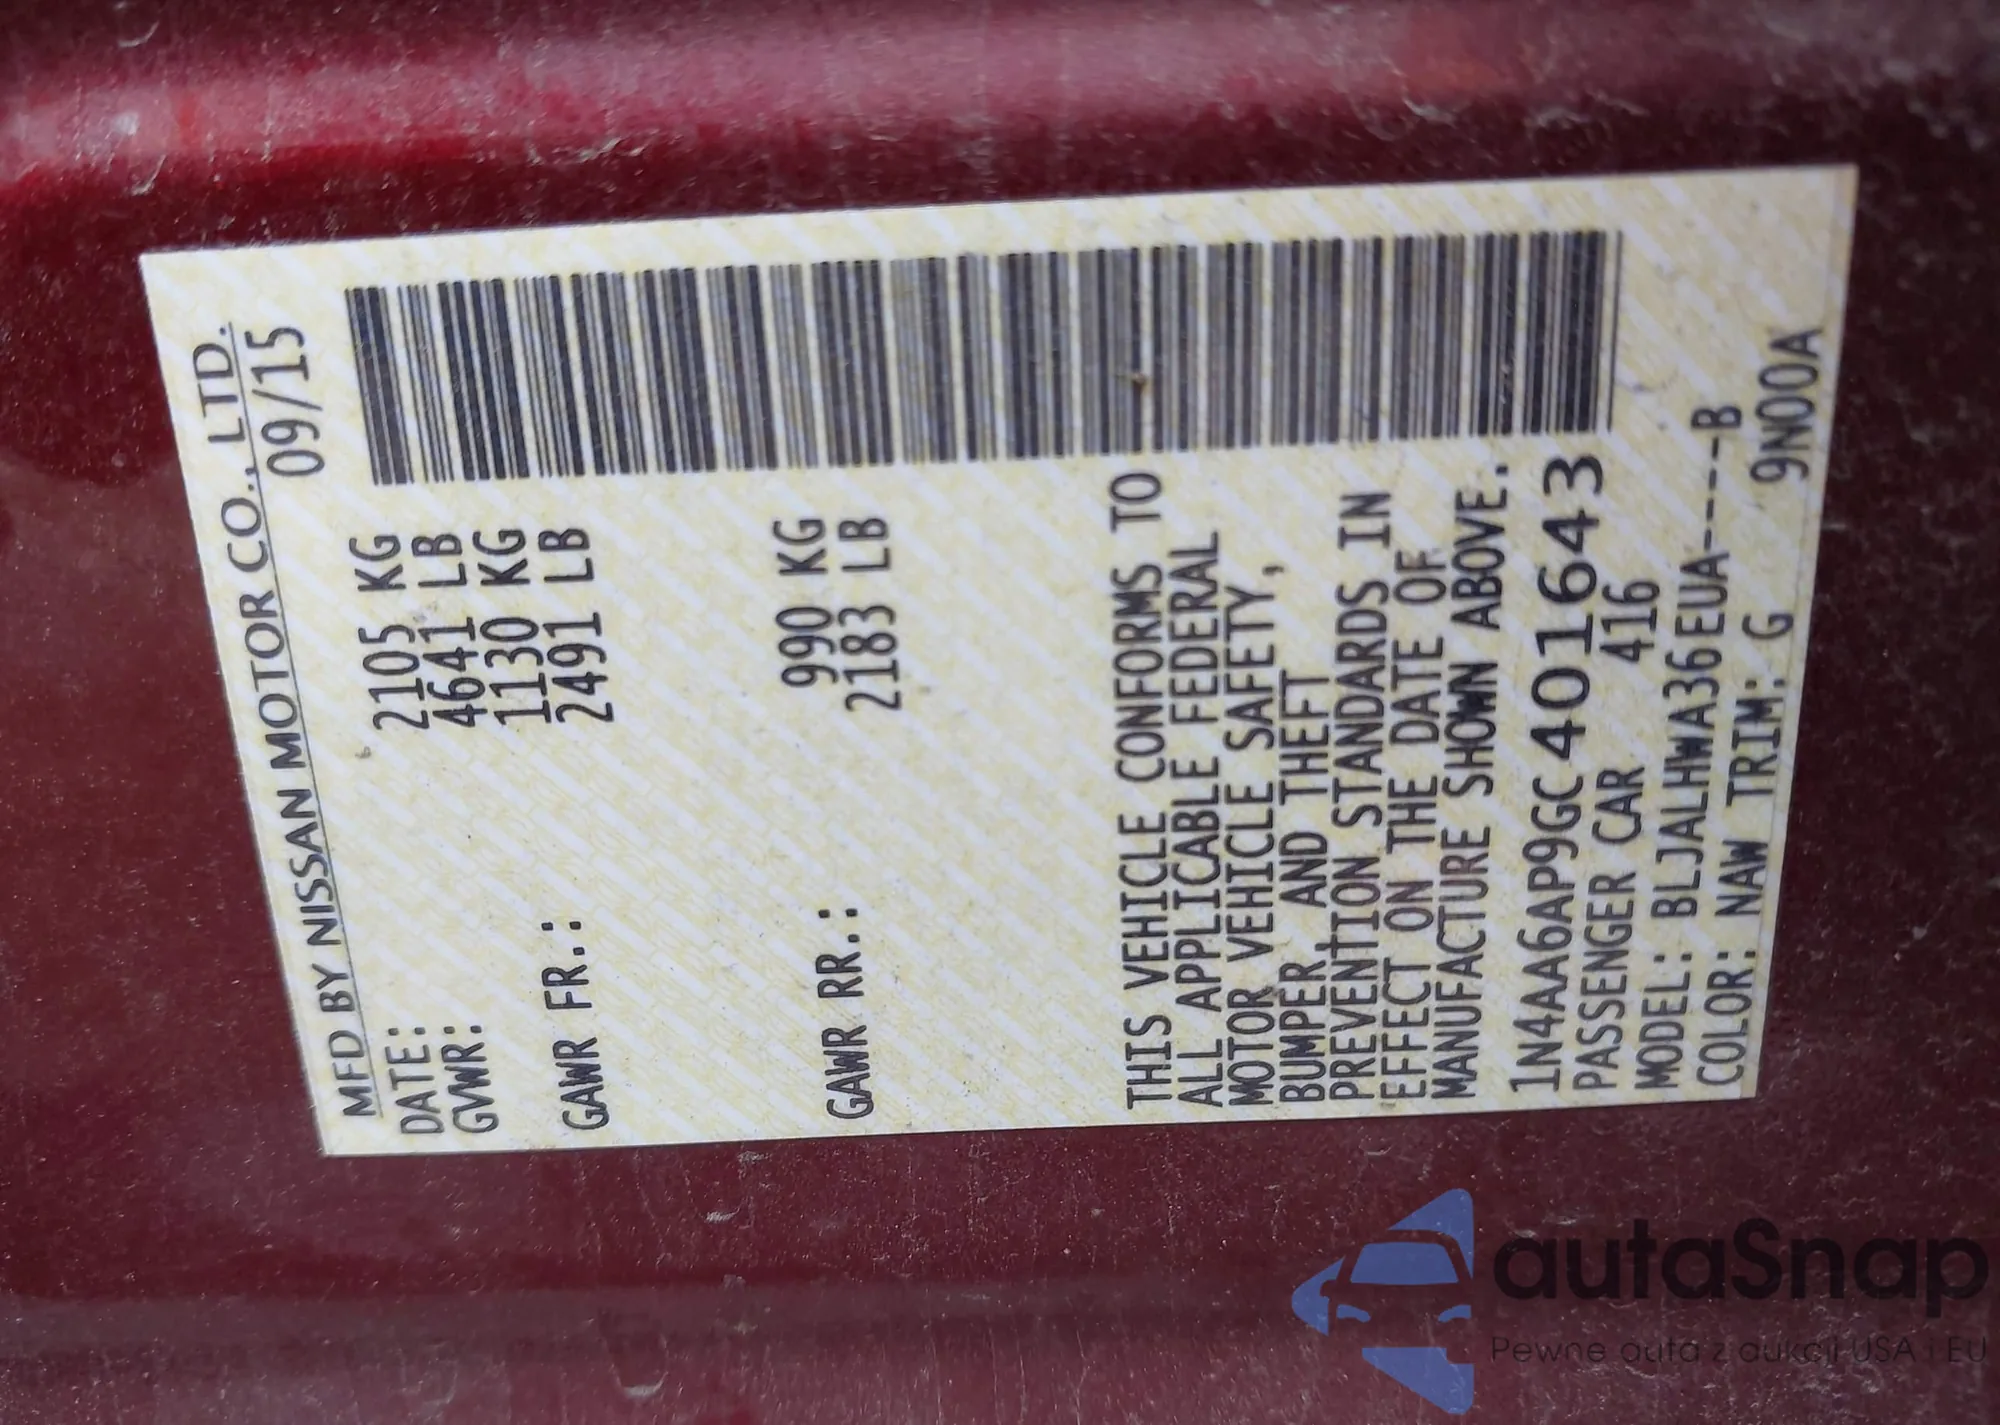 MFD BY NISSAN MOTOR CO., LTD.
DATE: 09/15
GVWR: 2105 KG
4641 LB
GAWR FR.: 1130 KG
2491 LB
GAWR RR.: 990 KG
2183 LB
THIS VEHICLE CONFORMS TO
ALL APPLICABLE FEDERAL
MOTOR VEHICLE SAFETY,
BUMPER, AND THEFT
PREVENTION STANDARDS IN
EFFECT ON THE DATE OF
MANUFACTURE SHOWN ABOVE.
1N4AA6AP9GC401643
PASSENGER CAR 416
MODEL: BLJALHWA36EUA-----B
COLOR: NAW TRIM: G 9N00A
autaSnap
Pewne auta z aukcji USA i EU